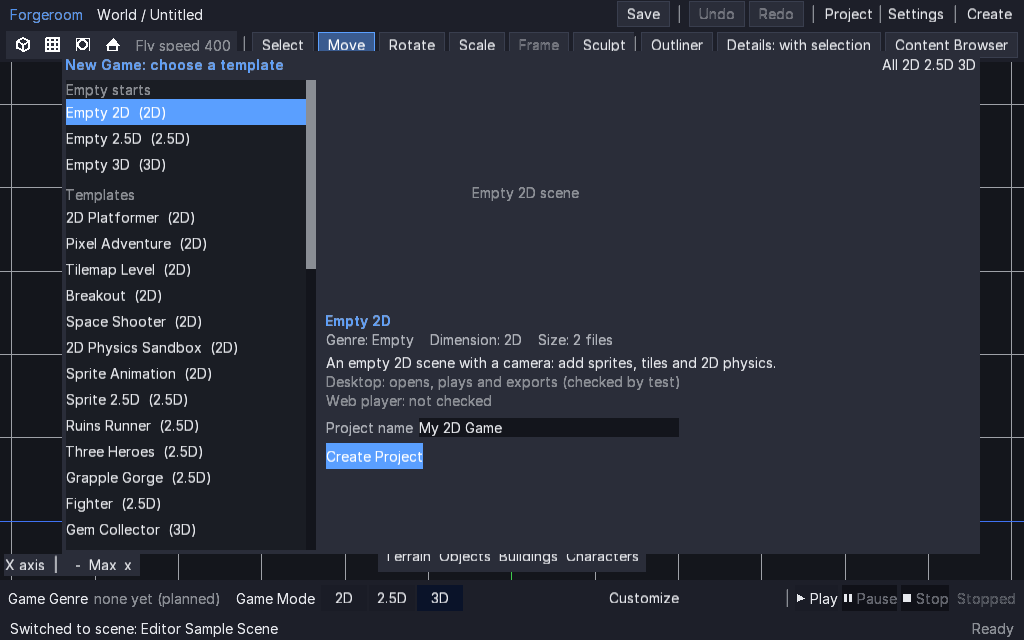 Forgeroom World / Untitled Save Undo Redo Project Settings Create
Fly speed 400 Select Move Rotate Scale Frame Sculpt Outliner Details: with selection Content Browser
New Game: choose a template All 2D 2.5D 3D
Empty starts
Empty 2D (2D)
Empty 2.5D (2.5D)
Empty 3D (3D)
Templates
2D Platformer (2D)
Pixel Adventure (2D)
Tilemap Level (2D)
Breakout (2D)
Space Shooter (2D)
2D Physics Sandbox (2D)
Sprite Animation (2D)
Sprite 2.5D (2.5D)
Ruins Runner (2.5D)
Three Heroes (2.5D)
Grapple Gorge (2.5D)
Fighter (2.5D)
Gem Collector (3D)
Empty 2D scene
Empty 2D
Genre: Empty Dimension: 2D Size: 2 files
An empty 2D scene with a camera: add sprites, tiles and 2D physics.
Desktop: opens, plays and exports (checked by test)
Web player: not checked
Project name My 2D Game
Create Project
Terrain Objects Buildings Characters
X axis - Max x
Game Genre none yet (planned) Game Mode 2D 2.5D 3D Customize Play Pause Stop Stopped
Switched to scene: Editor Sample Scene Ready